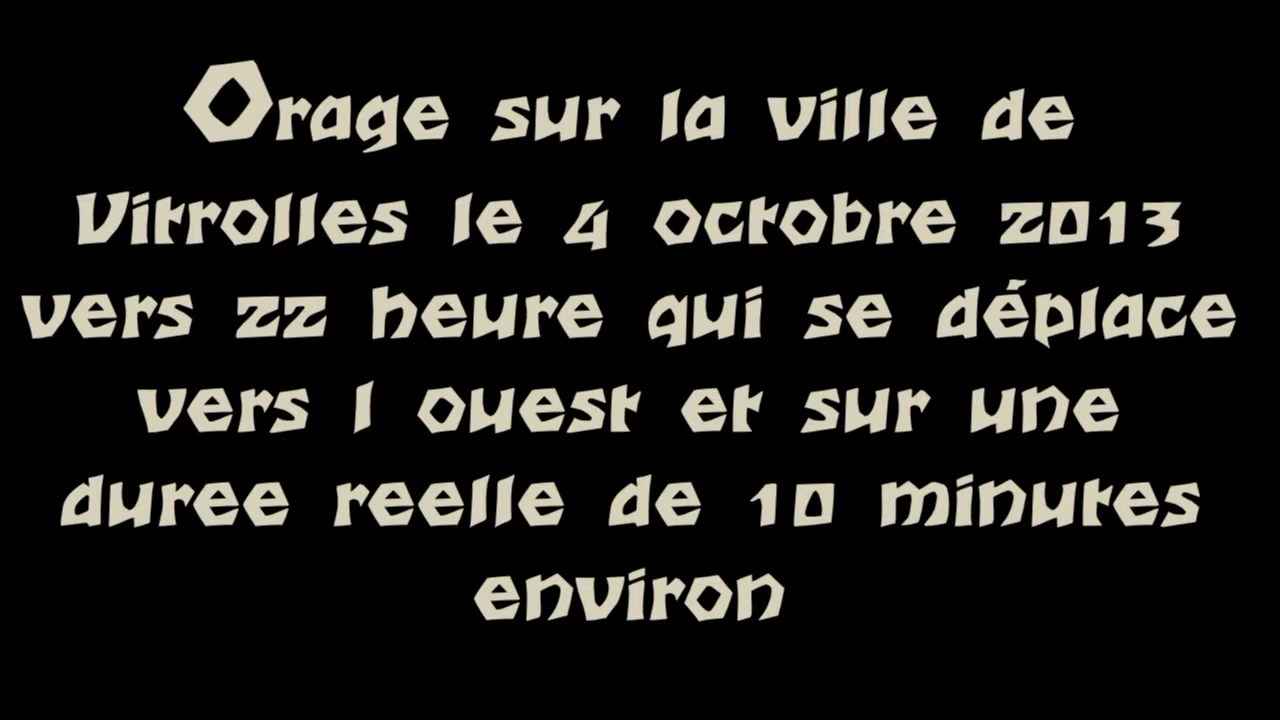 Orage sur la ville de
Vitrolles le 4 octobre 2013
vers 22 heure qui se déplace
vers l ouest et sur une
duree reelle de 10 minutes
environ